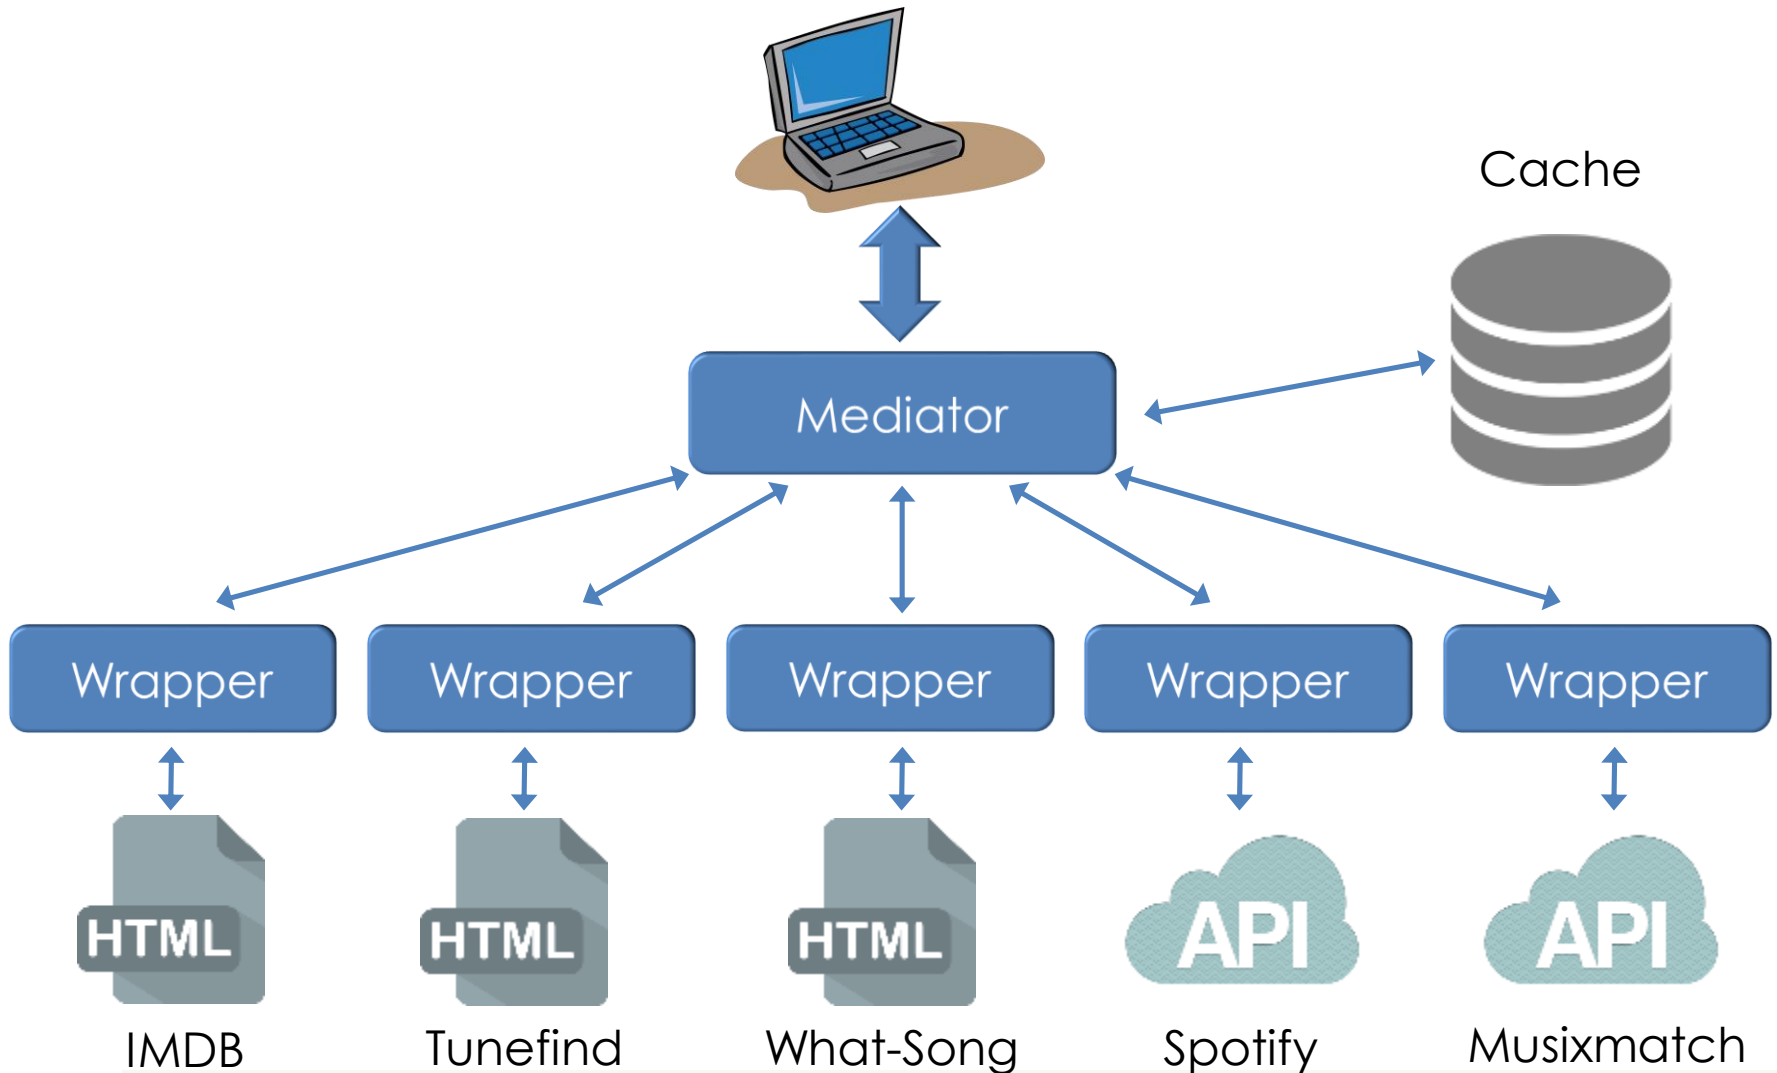 Cache
Mediator
Wrapper
Wrapper
Wrapper
Wrapper
Wrapper
HTML
HTML
HTML
API
API
IMDB
Tunefind
What-Song
Spotify
Musixmatch